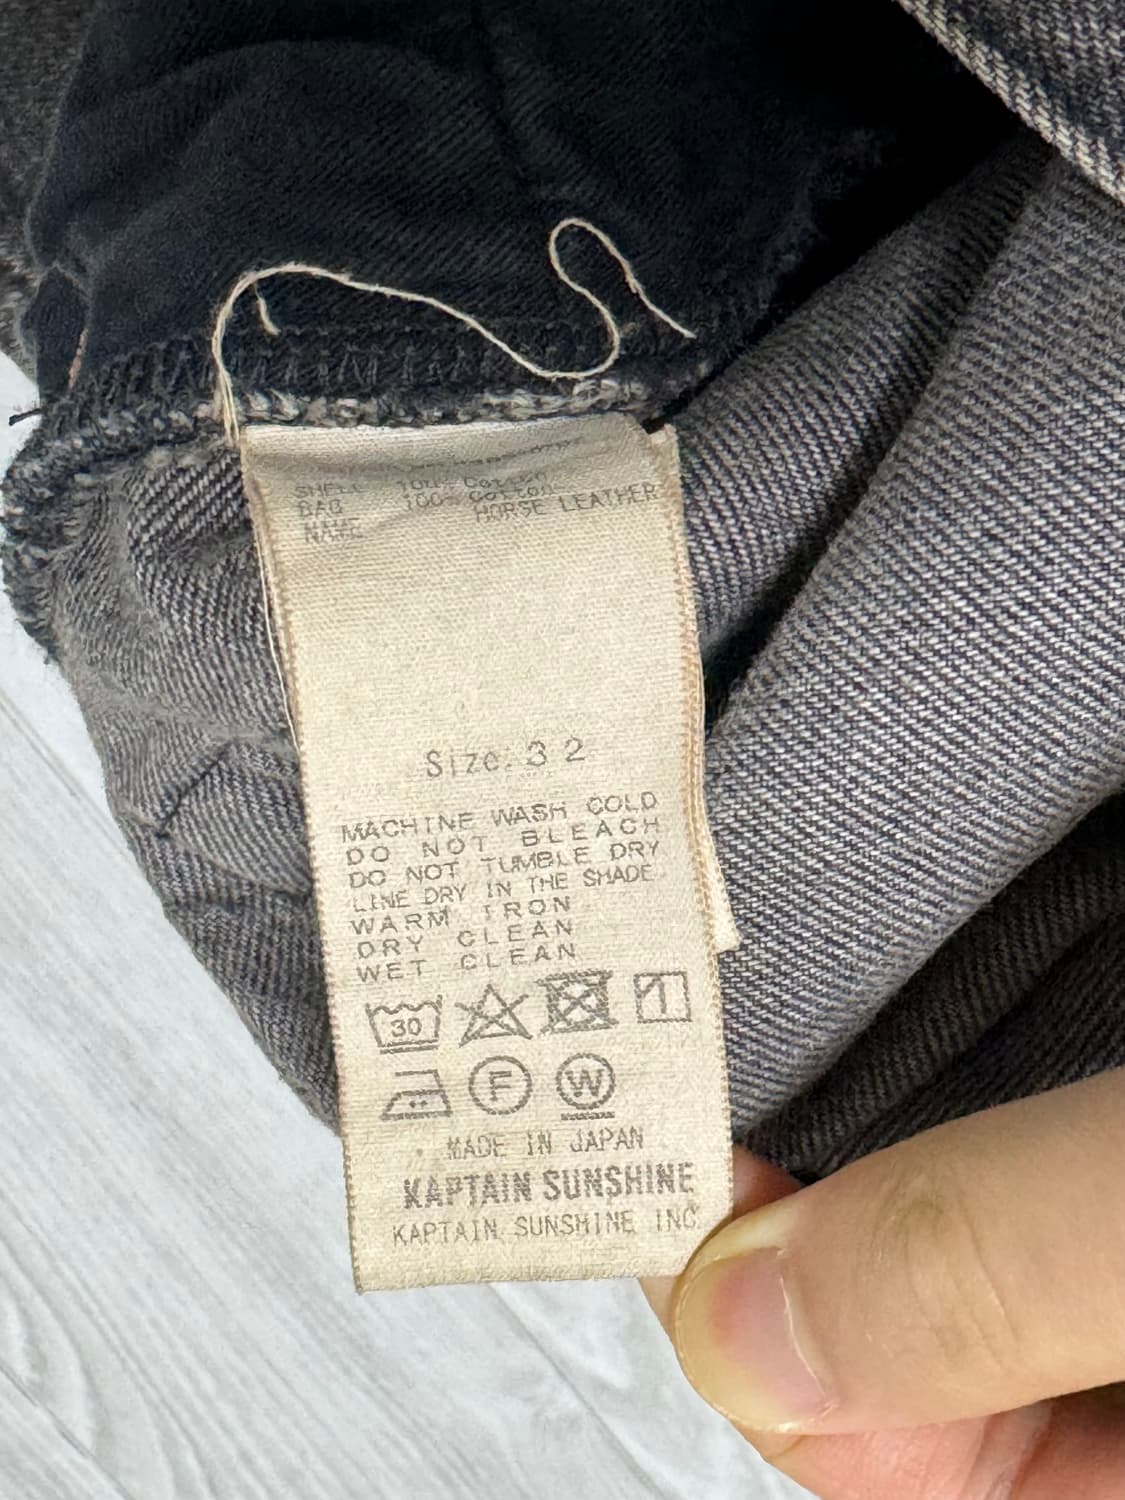 SHELL 100% Cotton
BAG 100% Cotton
NAME HORSE LEATHER
Size:32
MACHINE WASH COLD
DO NOT BLEACH
DO NOT TUMBLE DRY
LINE DRY IN THE SHADE
WARM IRON
DRY CLEAN
WET CLEAN
30
F W
MADE IN JAPAN
KAPTAIN SUNSHINE
KAPTAIN SUNSHINE INC.